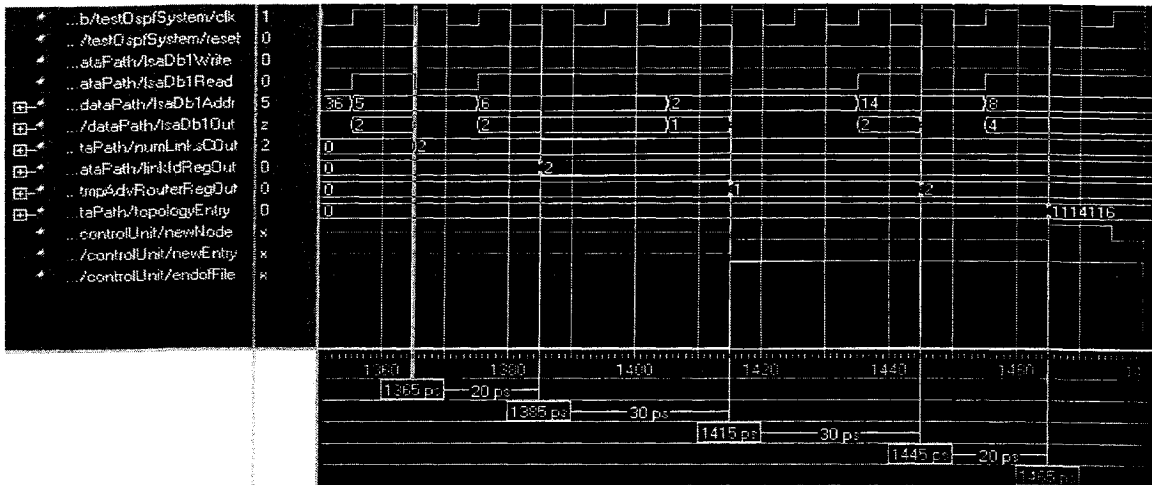 ...b/testOspfSystem/clk 1
.../testOspfSystem/reset 0
...ataPath/lsaDb1Write 0
...ataPath/lsaDb1Read 0
...dataPath/lsaDb1Addr 5 36 5 6 2 14 8
.../dataPath/lsaDb1Out z 2 2 1 2 4
...taPath/numLinksCOut 2 0 2
...ataPath/linkIdRegOut 0 0 2
...tmpAdvRouterRegOut 0 0 1 2
...taPath/topologyEntry 0 0 1114116
...controlUnit/newNode x
.../controlUnit/newEntry x
.../controlUnit/endofFile x
1360 1380 1400 1420 1440 1460
1365 ps 20 ps
1385 ps 30 ps
1415 ps 30 ps
1445 ps 20 ps
1465 ps